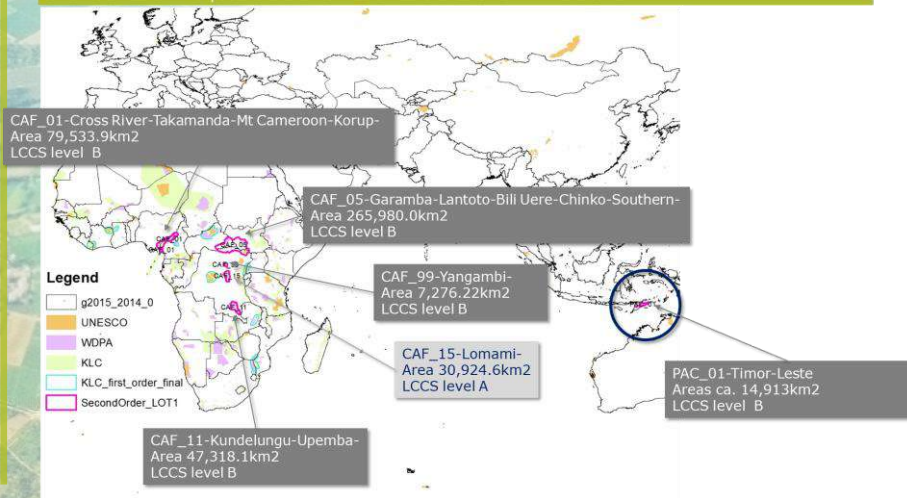 CAF_01-Cross River-Takamanda-Mt Cameroon-Korup-
Area 79,533.9km2
LCCS level B
CAF_05-Garamba-Lantoto-Bili Uere-Chinko-Southern-
Area 265,980.0km2
LCCS level B
CAF_99-Yangambi-
Area 7,276.22km2
LCCS level B
CAF_15-Lomami-
Area 30,924.6km2
LCCS level A
PAC_01-Timor-Leste
Areas ca. 14,913km2
LCCS level B
CAF_11-Kundelungu-Upemba-
Area 47,318.1km2
LCCS level B
Legend
g2015_2014_0
UNESCO
WDPA
KLC
KLC_first_order_final
SecondOrder_LOT1